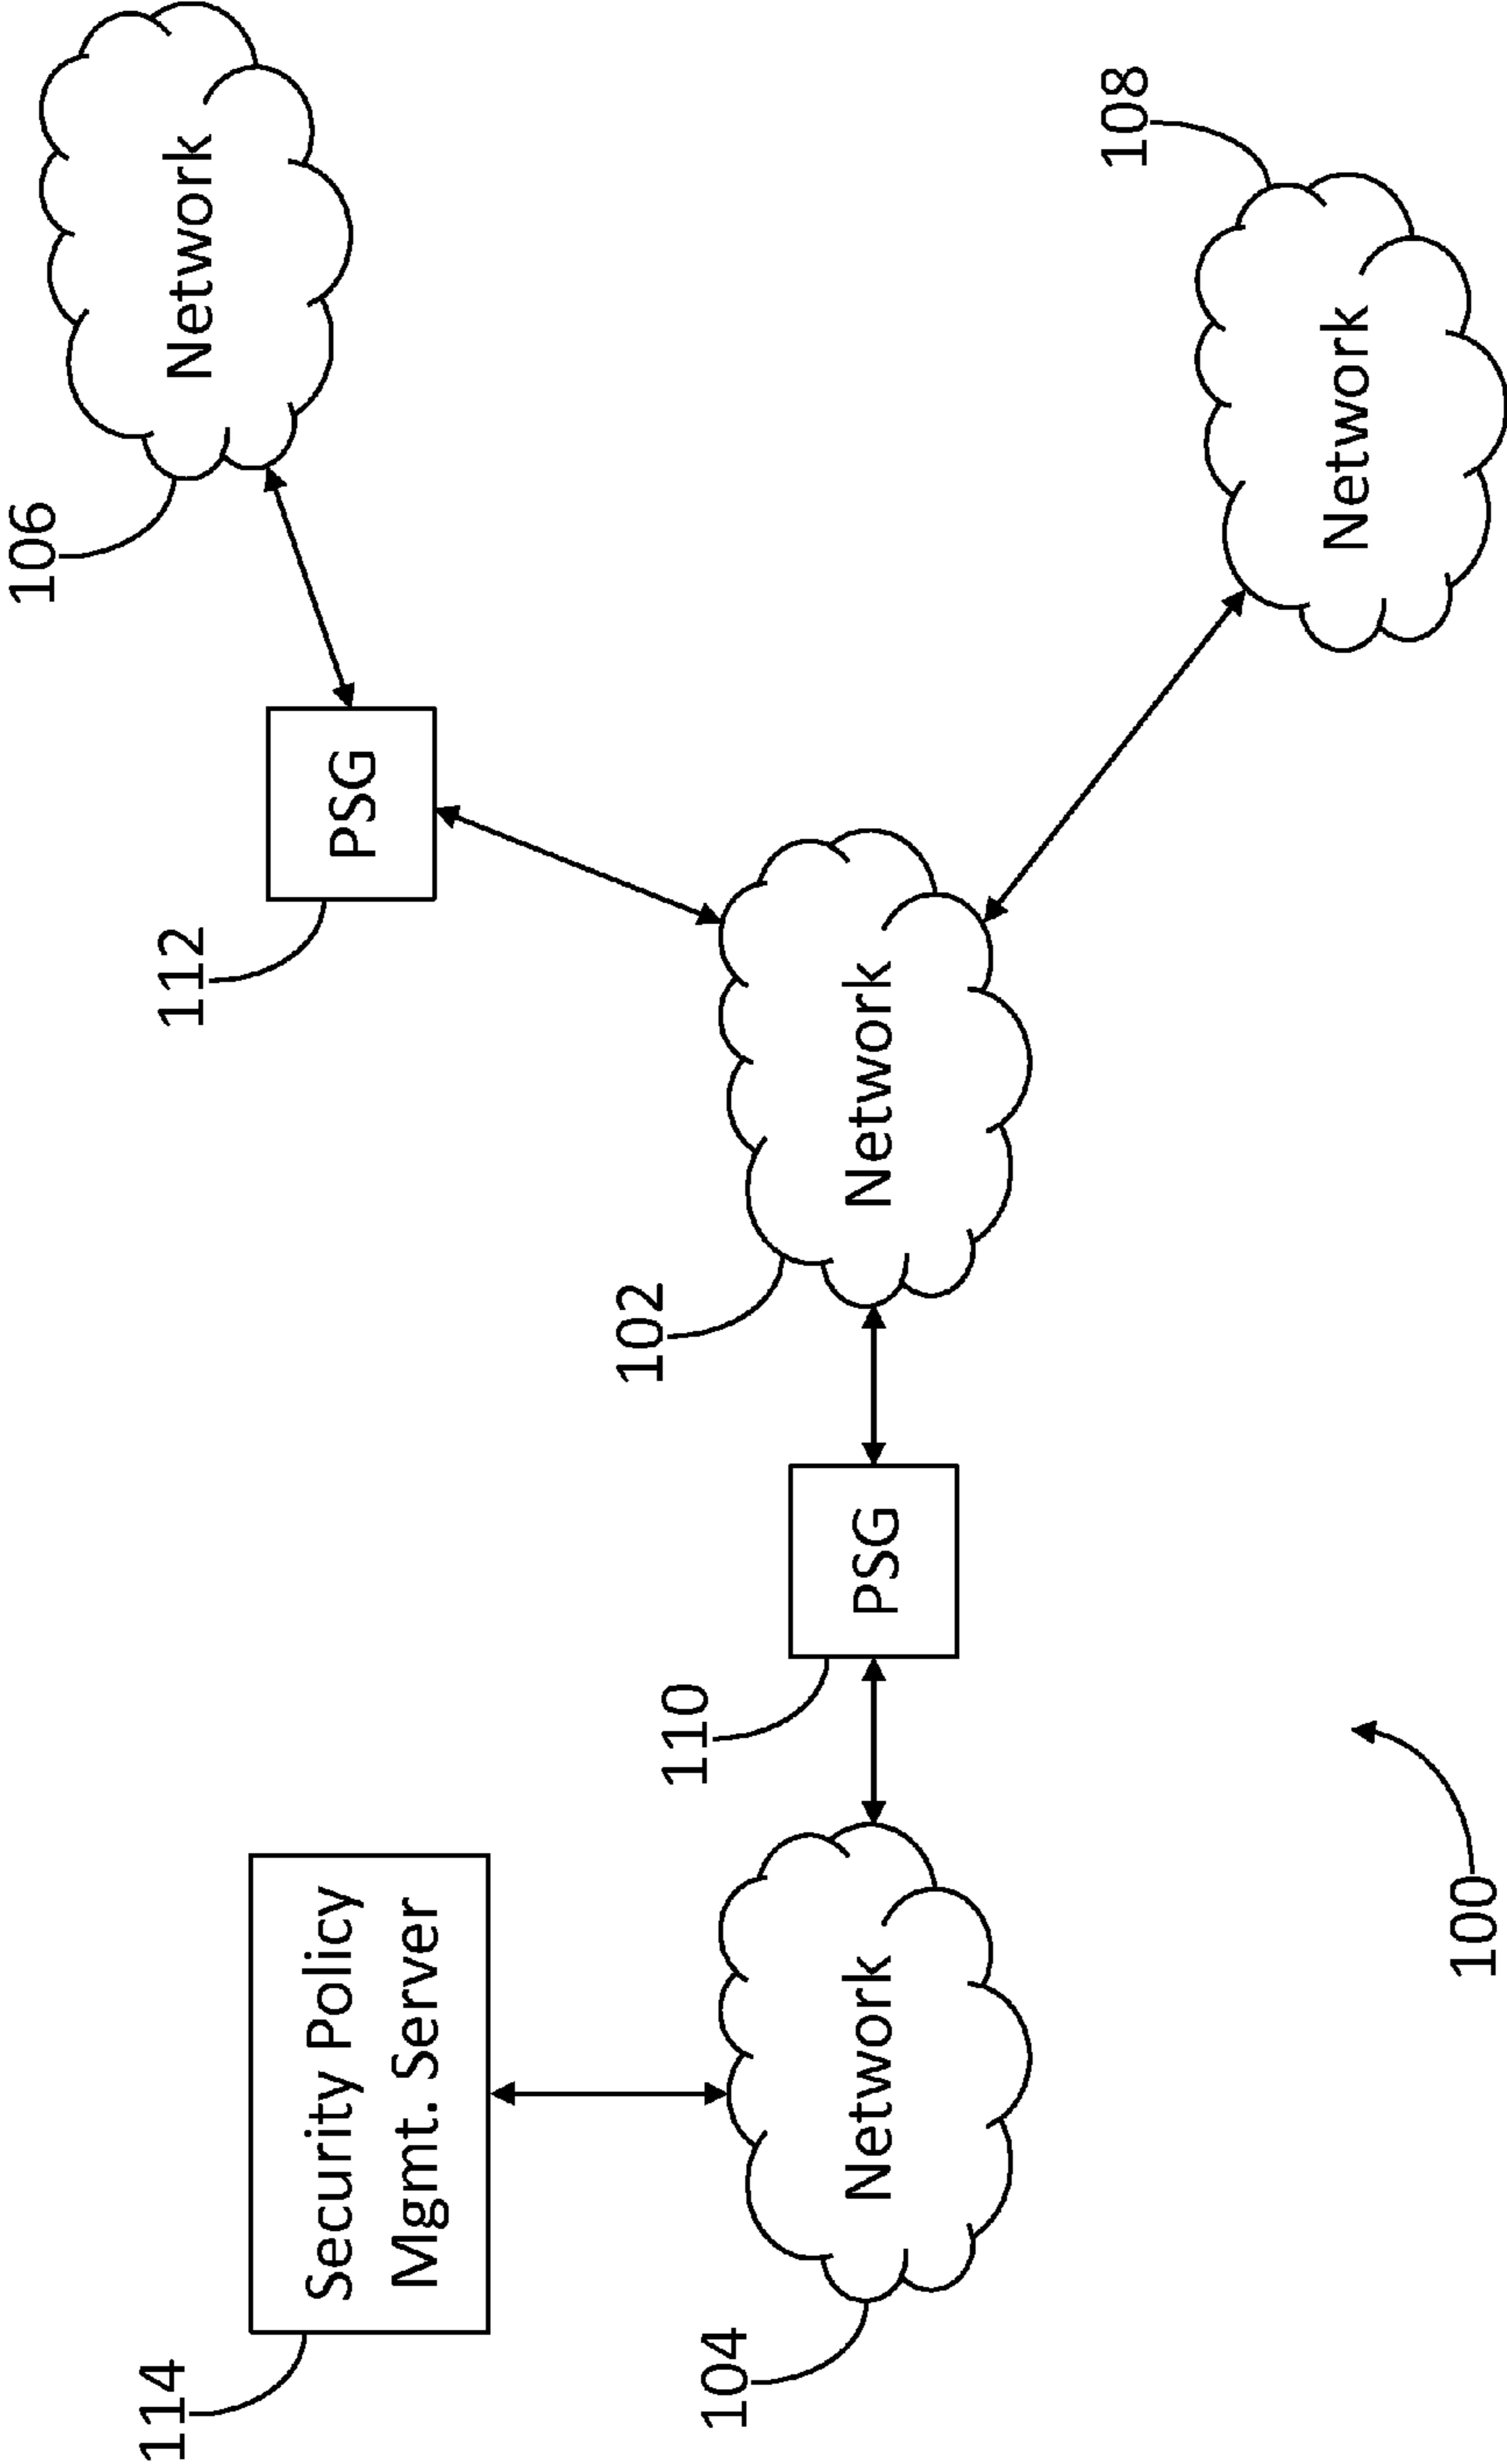 114
Security Policy
Mgmt. Server
112
PSG
106
Network
104
Network
110
PSG
102
Network
108
Network
100